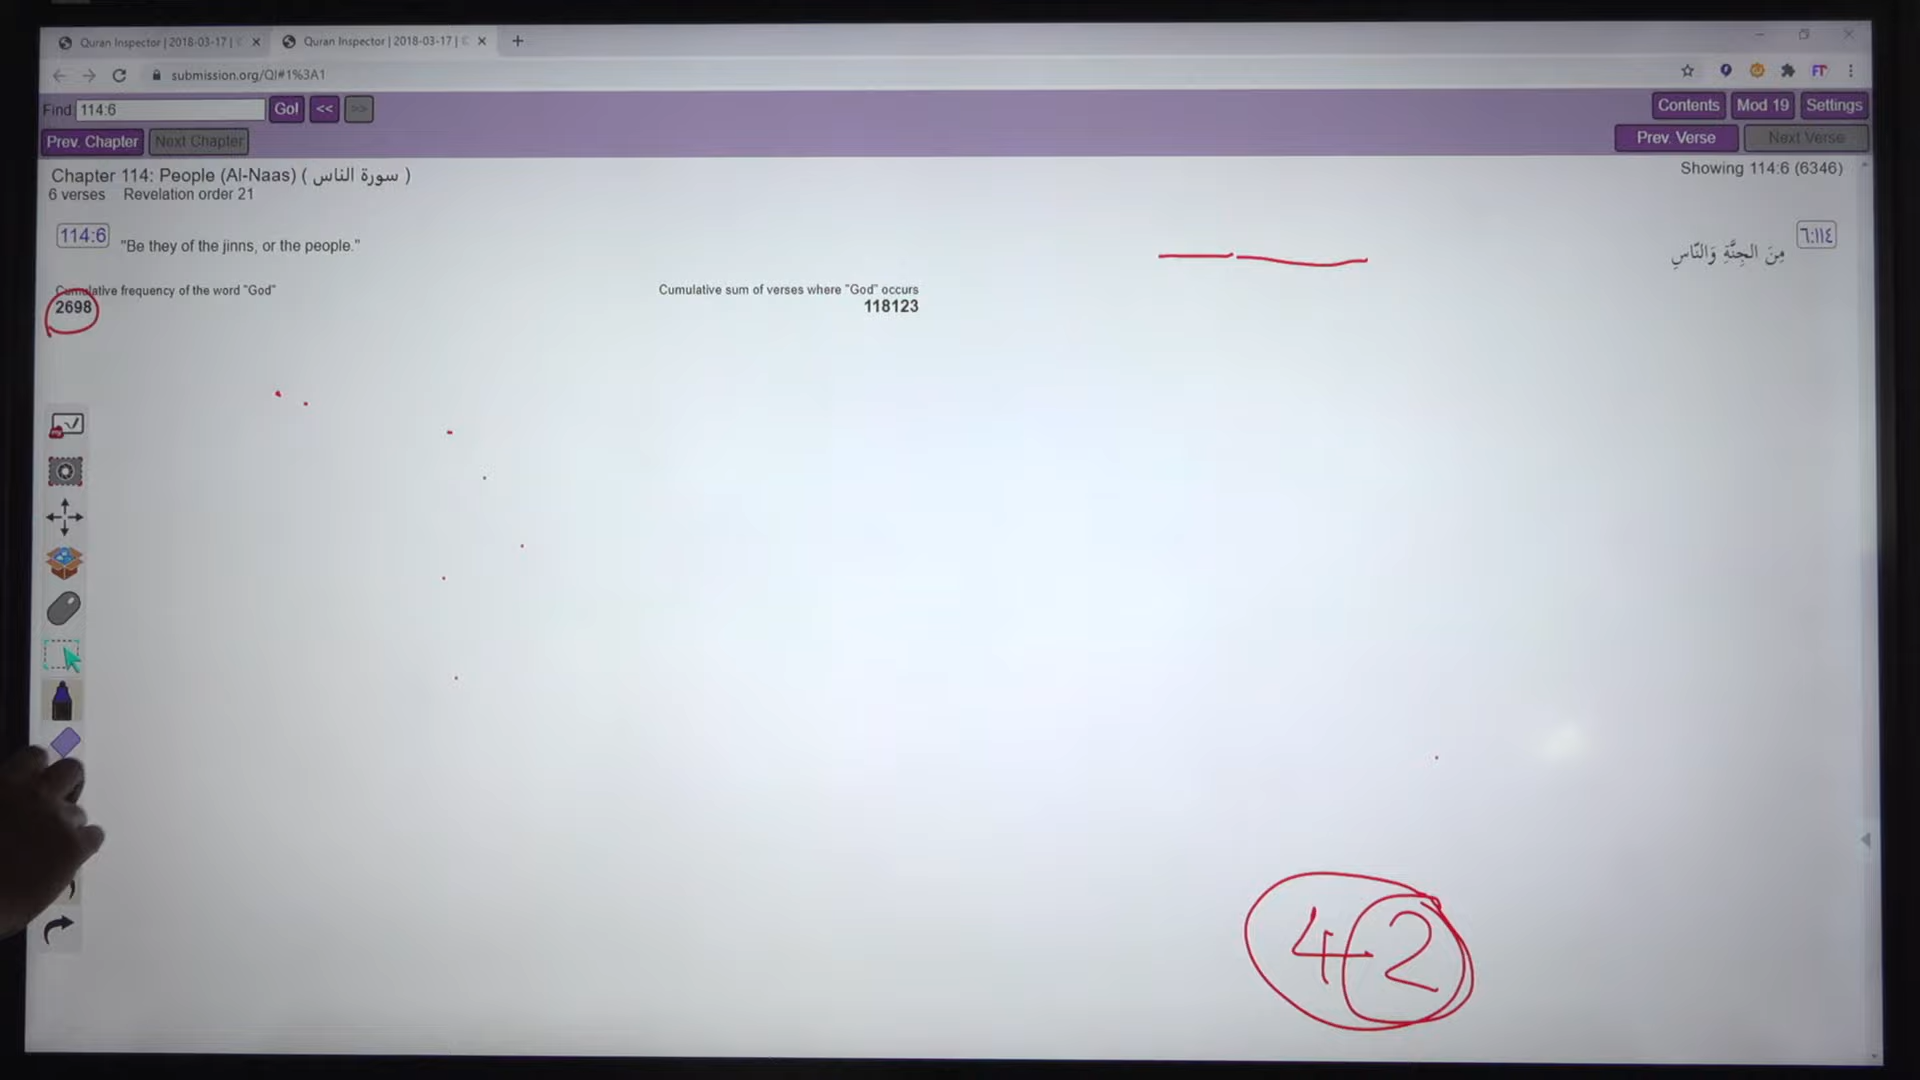 Quran Inspector | 2018-03-17 |
Quran Inspector | 2018-03-17 |
submission.org/QI#1%3A1
Find 114:6 Go! << >>
Contents Mod 19 Settings
Prev. Chapter Next Chapter
Prev. Verse Next Verse
Chapter 114: People (Al-Naas) ( سورة الناس )
Showing 114:6 (6346)
6 verses Revelation order 21
114:6 "Be they of the jinns, or the people."
٦:١١٤ مِنَ الجِنَّةِ وَالنّاسِ
Cumulative frequency of the word "God"
2698
Cumulative sum of verses where "God" occurs
118123
42